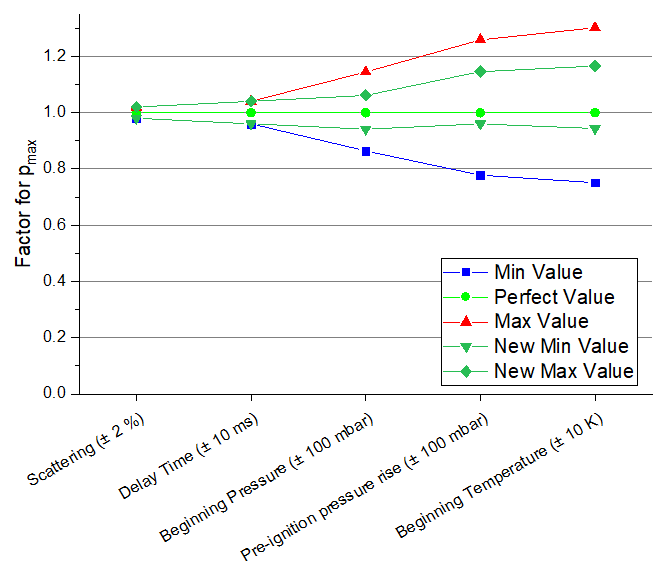 1.2
1.0
0.8
0.6
0.4
0.2
0.0
Factor for pmax
Min Value
Perfect Value
Max Value
New Min Value
New Max Value
Scattering (± 2 %)
Delay Time (± 10 ms)
Beginning Pressure (± 100 mbar)
Pre-ignition pressure rise (± 100 mbar)
Beginning Temperature (± 10 K)